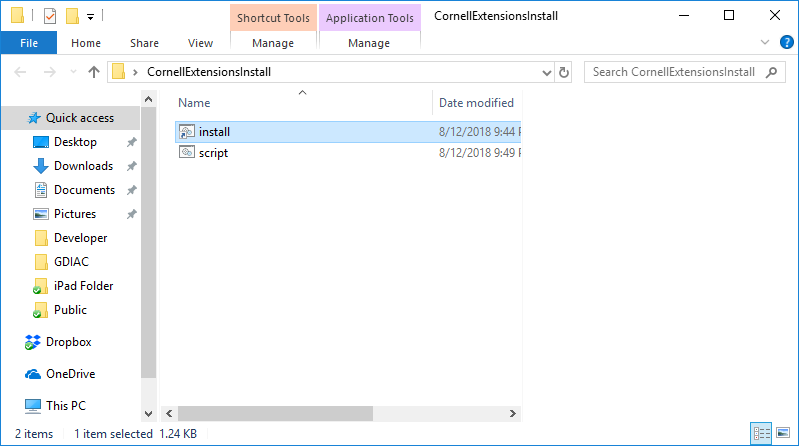 Shortcut Tools Application Tools CornellExtensionsInstall
File Home Share View Manage Manage
CornellExtensionsInstall Search CornellExtensionsInstall
Name Date modified
Quick access
install 8/12/2018 9:44
script 8/12/2018 9:49
Desktop
Downloads
Documents
Pictures
Developer
GDIAC
iPad Folder
Public
Dropbox
OneDrive
This PC
2 items 1 item selected 1.24 KB